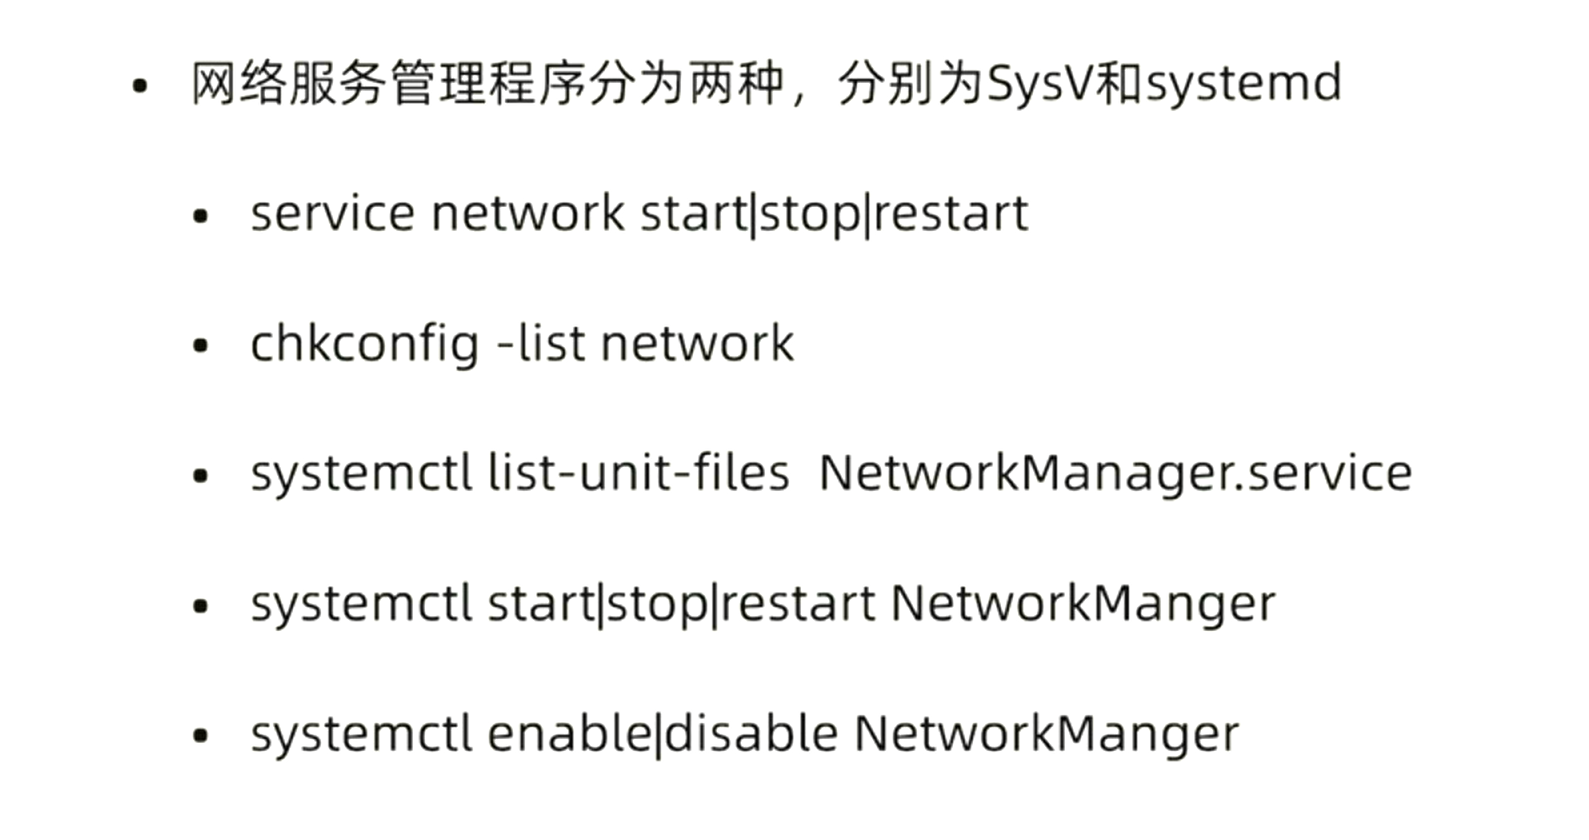 • 网络服务管理程序分为两种，分别为SysV和systemd
• service network start|stop|restart
• chkconfig -list network
• systemctl list-unit-files  NetworkManager.service
• systemctl start|stop|restart NetworkManger
• systemctl enable|disable NetworkManger